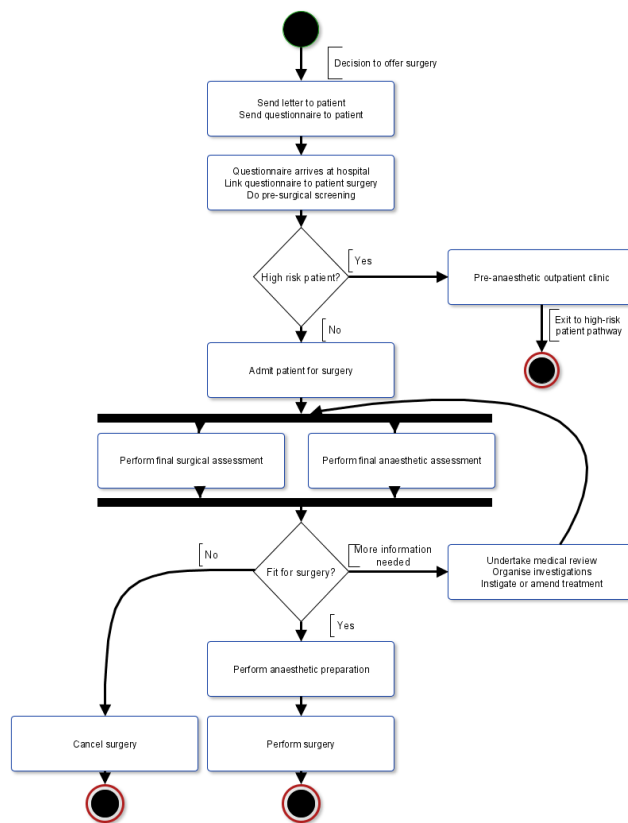 Decision to offer surgery
Send letter to patient
Send questionnaire to patient
Questionnaire arrives at hospital
Link questionnaire to patient surgery
Do pre-surgical screening
High risk patient?
Yes
Pre-anaesthetic outpatient clinic
Exit to high-risk
patient pathway
No
Admit patient for surgery
Perform final surgical assessment
Perform final anaesthetic assessment
Fit for surgery?
No
More information
needed
Undertake medical review
Organise investigations
Instigate or amend treatment
Yes
Perform anaesthetic preparation
Cancel surgery
Perform surgery